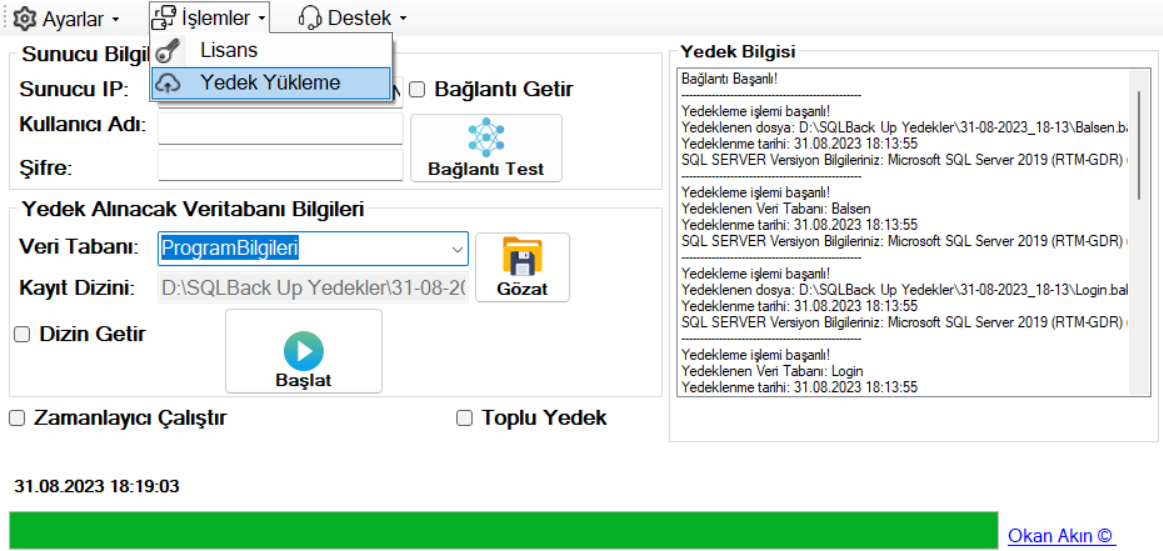 Ayarlar
İşlemler
Destek
Lisans
Yedek Yükleme
Sunucu Bilgil
Sunucu IP:
Bağlantı Getir
Kullanıcı Adı:
Şifre:
Bağlantı Test
Yedek Alınacak Veritabanı Bilgileri
Veri Tabanı:
ProgramBilgileri
Kayıt Dizini:
D:\SQLBack Up Yedekler\31-08-20
Gözat
Dizin Getir
Başlat
Zamanlayıcı Çalıştır
Toplu Yedek
Yedek Bilgisi
Bağlantı Başarılı!
------------------------------------------------
Yedekleme işlemi başarılı!
Yedeklenen dosya: D:\SQLBack Up Yedekler\31-08-2023_18-13\Balsen.ba
Yedeklenme tarihi: 31.08.2023 18:13:55
SQL SERVER Versiyon Bilgileriniz: Microsoft SQL Server 2019 (RTM-GDR) (
------------------------------------------------
Yedekleme işlemi başarılı!
Yedeklenen Veri Tabanı: Balsen
Yedeklenme tarihi: 31.08.2023 18:13:55
SQL SERVER Versiyon Bilgileriniz: Microsoft SQL Server 2019 (RTM-GDR) (
------------------------------------------------
Yedekleme işlemi başarılı!
Yedeklenen dosya: D:\SQLBack Up Yedekler\31-08-2023_18-13\Login.bal
Yedeklenme tarihi: 31.08.2023 18:13:55
SQL SERVER Versiyon Bilgileriniz: Microsoft SQL Server 2019 (RTM-GDR) (
------------------------------------------------
Yedekleme işlemi başarılı!
Yedeklenen Veri Tabanı: Login
Yedeklenme tarihi: 31.08.2023 18:13:55
31.08.2023 18:19:03
Okan Akın ©